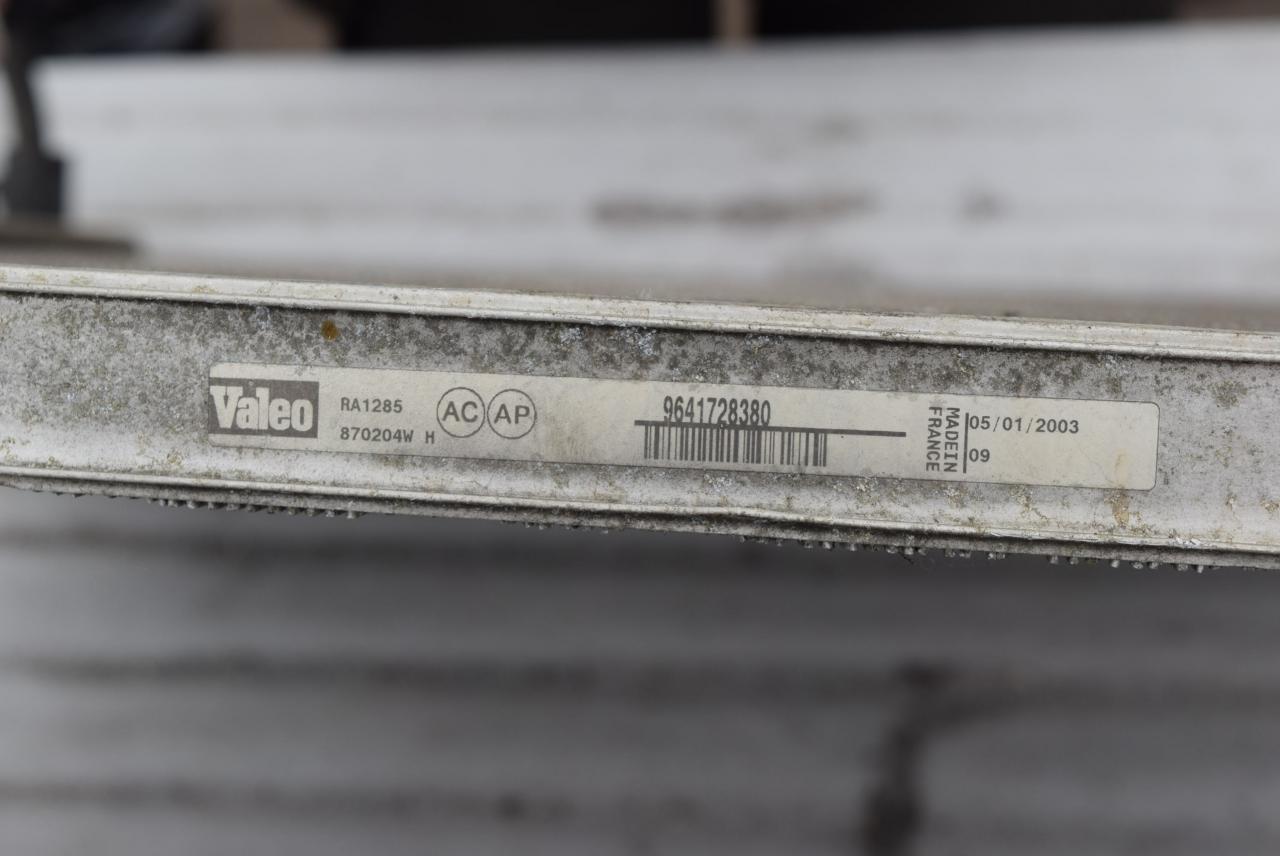 Valeo
RA1285
870204W H
AC AP
9641728380
MADEIN
FRANCE
05/01/2003
09